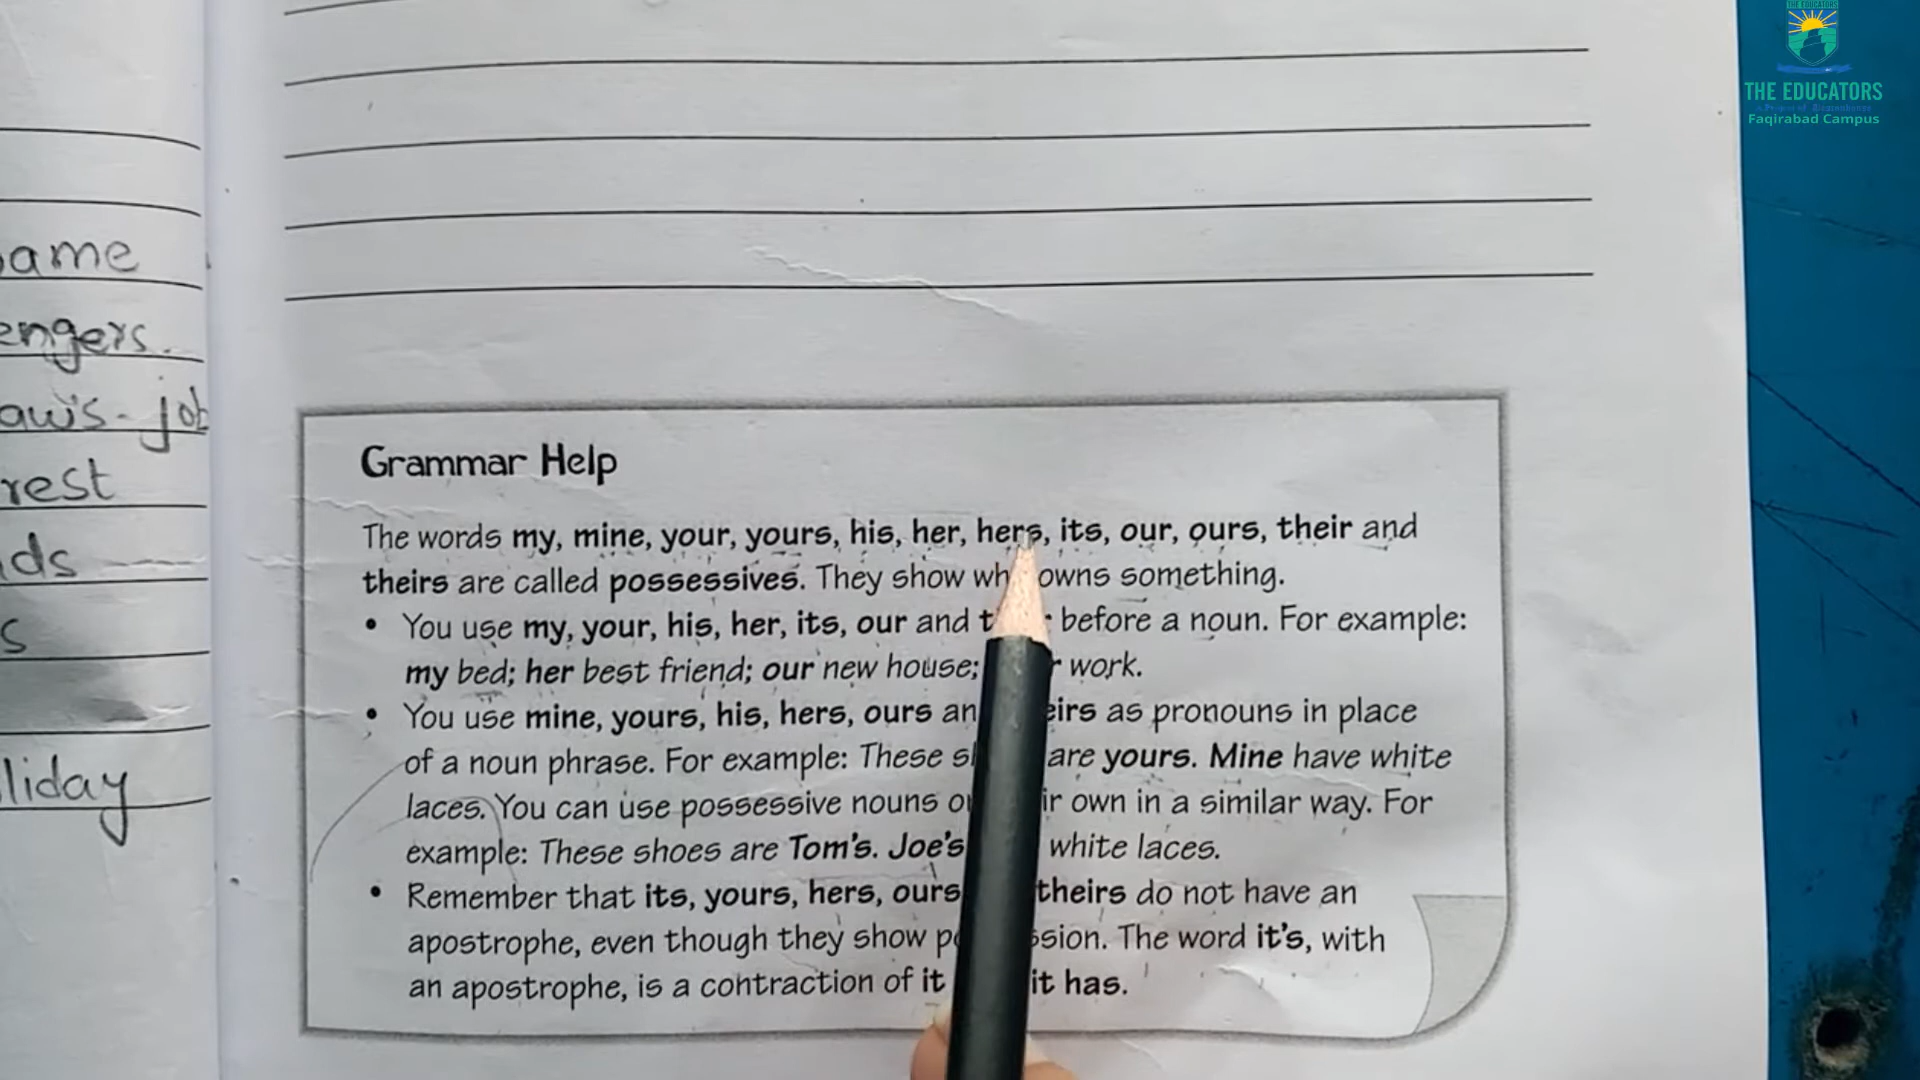 THE EDUCATORS
THE EDUCATORS
Faqirabad Campus
ame
engers.
aw's- job
rest
ds
s
liday
Grammar Help
The words my, mine, your, yours, his, her, hers, its, our, ours, their and
theirs are called possessives. They show owns something.
• You use my, your, his, her, its, our and before a noun. For example:
my bed; her best friend; our new house; work.
• You use mine, yours, his, hers, ours as pronouns in place
of a noun phrase. For example: These are yours. Mine have white
laces. You can use possessive nouns own in a similar way. For
example: These shoes are Tom's. Joe's white laces.
• Remember that its, yours, hers, ours theirs do not have an
apostrophe, even though they show The word it's, with
an apostrophe, is a contraction of it it has.